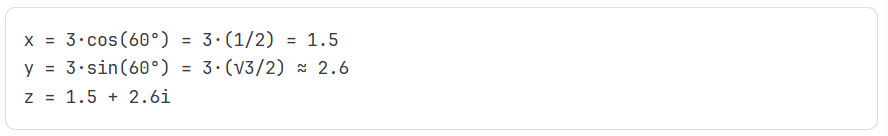 x = 3·cos(60°) = 3·(1/2) = 1.5
y = 3·sin(60°) = 3·(√3/2) ≈ 2.6
z = 1.5 + 2.6i